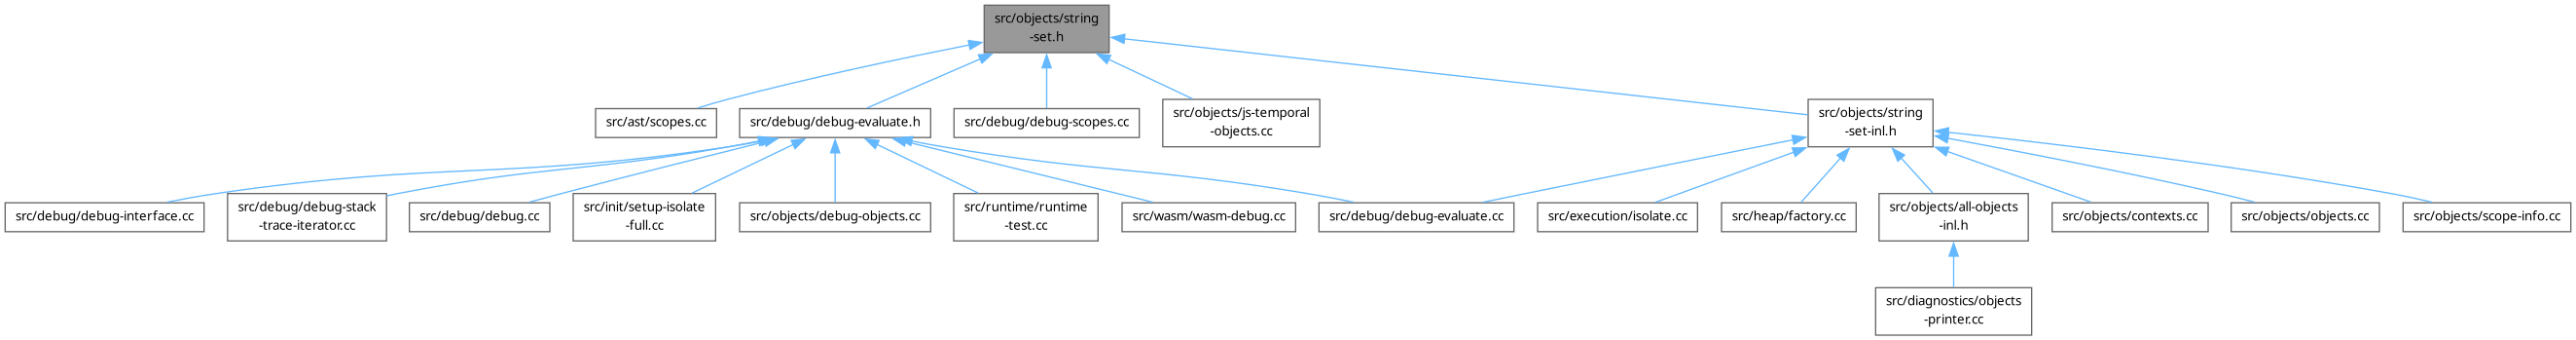 src/objects/string
-set.h
src/ast/scopes.cc
src/debug/debug-evaluate.h
src/debug/debug-scopes.cc
src/objects/js-temporal
-objects.cc
src/objects/string
-set-inl.h
src/debug/debug-interface.cc
src/debug/debug-stack
-trace-iterator.cc
src/debug/debug.cc
src/init/setup-isolate
-full.cc
src/objects/debug-objects.cc
src/runtime/runtime
-test.cc
src/wasm/wasm-debug.cc
src/debug/debug-evaluate.cc
src/execution/isolate.cc
src/heap/factory.cc
src/objects/all-objects
-inl.h
src/objects/contexts.cc
src/objects/objects.cc
src/objects/scope-info.cc
src/diagnostics/objects
-printer.cc